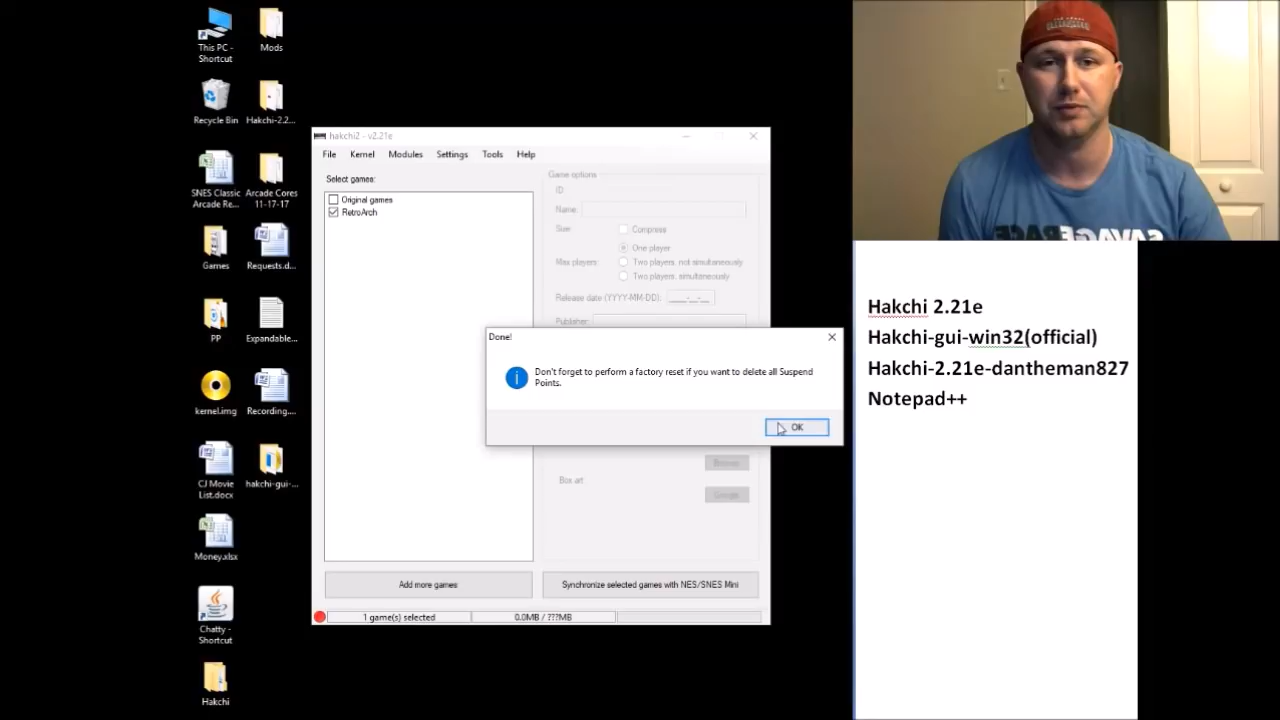 This PC -
Shortcut
Mods
Recycle Bin
Hakchi-2.2...
SNES Classic
Arcade Re...
Arcade Cores
11-17-17
Games
Requests.d...
PP
Expandable...
kernel.img
Recording....
CJ Movie
List.docx
hakchi-gui-...
Money.xlsx
Chatty -
Shortcut
Hakchi
hakchi2 - v2.21e
File Kernel Modules Settings Tools Help
Select games:
Original games
RetroArch
Game options
ID:
Name:
Size:
Compress
One player
Max players:
Two players, not simultaneously
Two players, simultaneously
Release date (YYYY-MM-DD):
Publisher:
Done!
Don't forget to perform a factory reset if you want to delete all Suspend
Points.
OK
Browse
Box art:
Google
Add more games
Synchronize selected games with NES/SNES Mini
1 game(s) selected
0.0MB / ???MB
Hakchi 2.21e
Hakchi-gui-win32(official)
Hakchi-2.21e-dantheman827
Notepad++